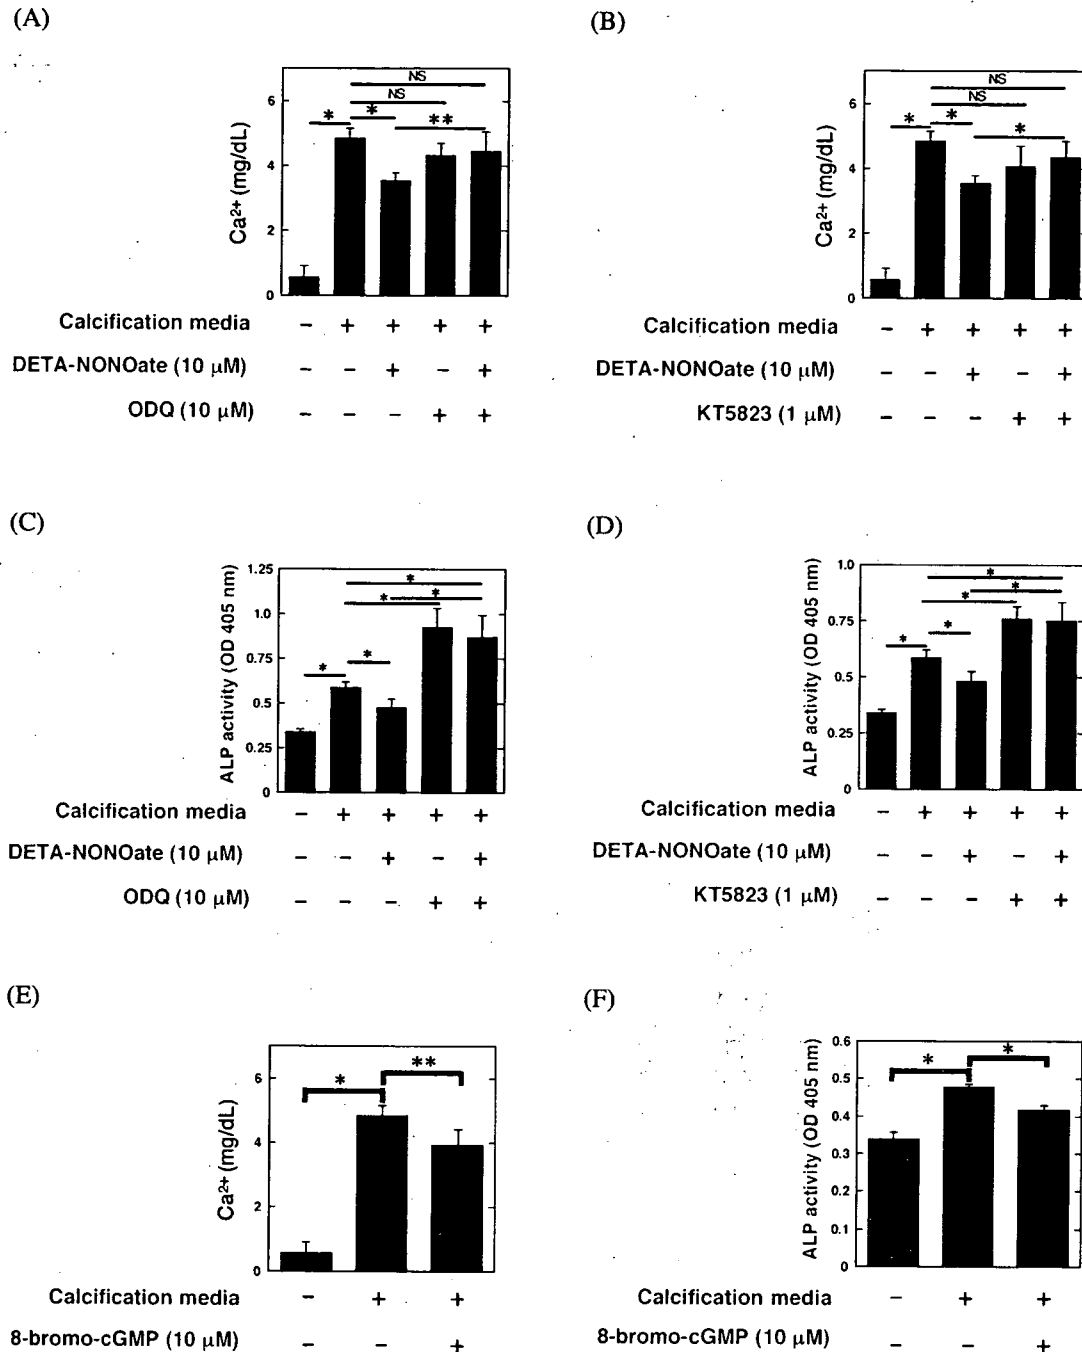 (A)
NS
NS
* * **
6
4
2
0
Ca²⁺ (mg/dL)
Calcification media − + + + +
DETA-NONOate (10 μM) − − + − +
ODQ (10 μM) − − − + +
(B)
NS
NS
* * *
6
4
2
0
Ca²⁺ (mg/dL)
Calcification media − + + + +
DETA-NONOate (10 μM) − − + − +
KT5823 (1 μM) − − − + +
(C)
*
*
*
* *
1.25
1.0
0.75
0.5
0.25
0
ALP activity (OD 405 nm)
Calcification media − + + + +
DETA-NONOate (10 μM) − − + − +
ODQ (10 μM) − − − + +
(D)
*
*
*
* *
1.0
0.75
0.5
0.25
0
ALP activity (OD 405 nm)
Calcification media − + + + +
DETA-NONOate (10 μM) − − + − +
KT5823 (1 μM) − − − + +
(E)
* **
6
4
2
0
Ca²⁺ (mg/dL)
Calcification media − + +
8-bromo-cGMP (10 μM) − − +
(F)
* *
0.6
0.5
0.4
0.3
0.2
0.1
0
ALP activity (OD 405 nm)
Calcification media − + +
8-bromo-cGMP (10 μM) − − +